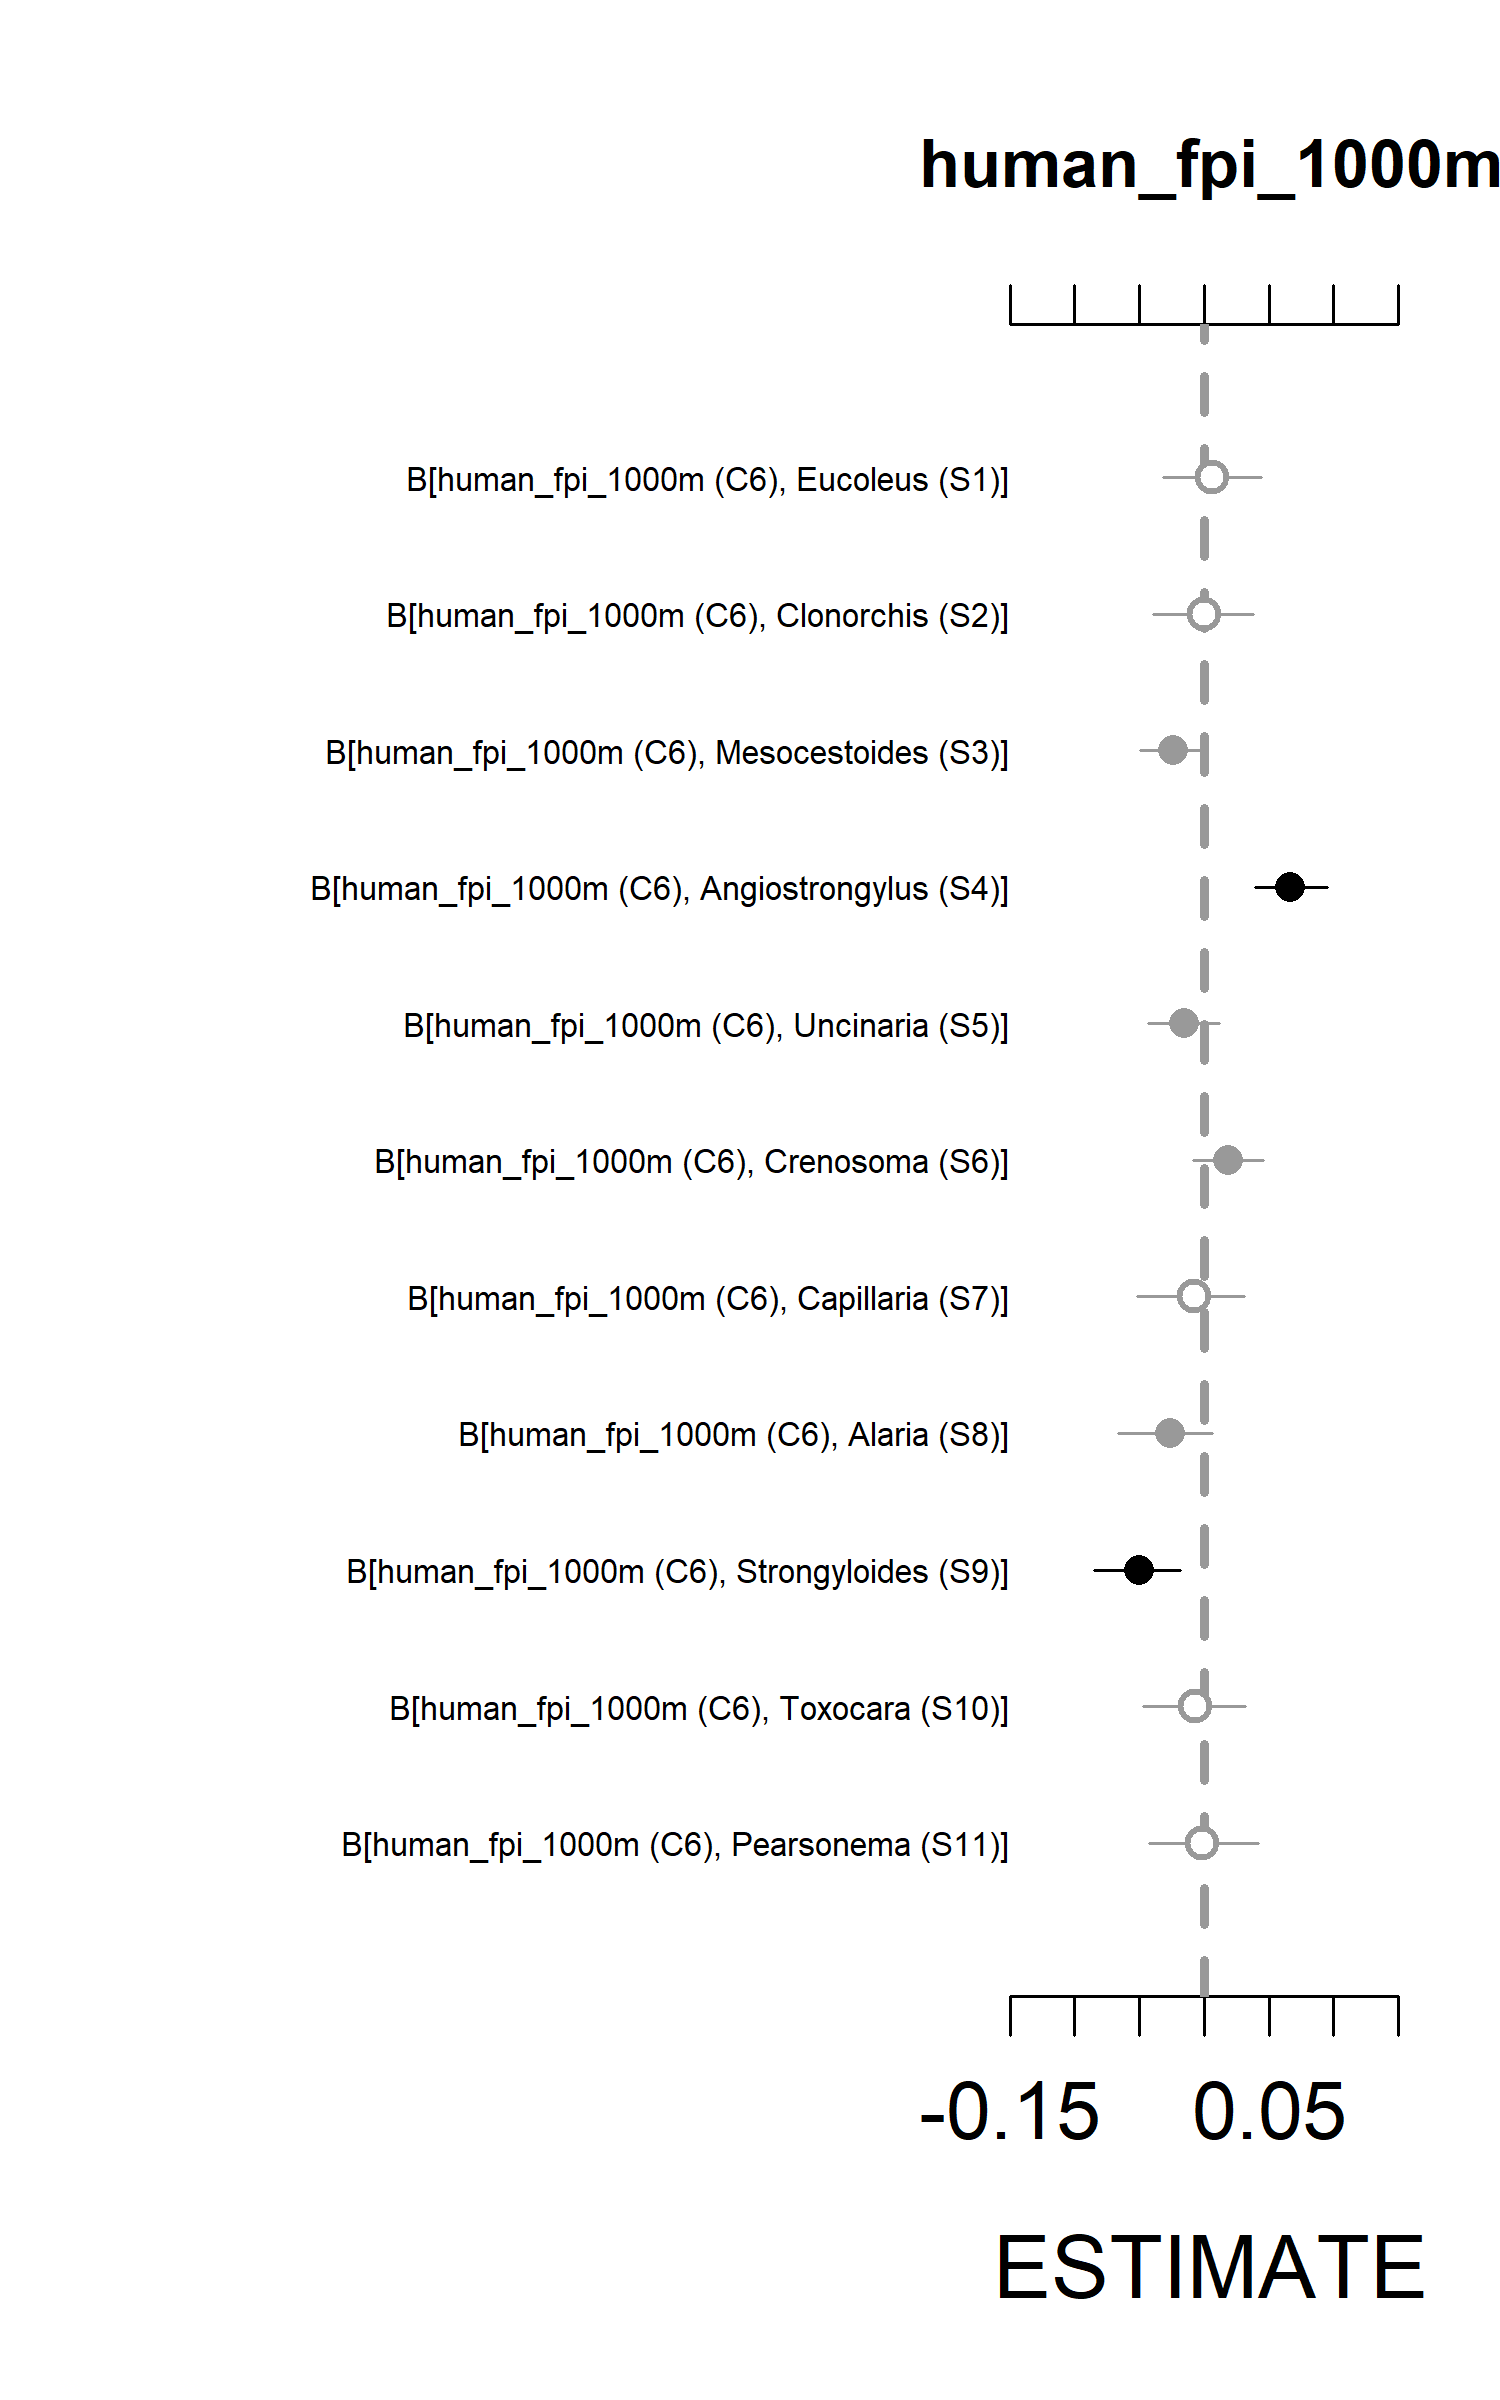 human_fpi_1000m
B[human_fpi_1000m (C6), Eucoleus (S1)]
B[human_fpi_1000m (C6), Clonorchis (S2)]
B[human_fpi_1000m (C6), Mesocestoides (S3)]
B[human_fpi_1000m (C6), Angiostrongylus (S4)]
B[human_fpi_1000m (C6), Uncinaria (S5)]
B[human_fpi_1000m (C6), Crenosoma (S6)]
B[human_fpi_1000m (C6), Capillaria (S7)]
B[human_fpi_1000m (C6), Alaria (S8)]
B[human_fpi_1000m (C6), Strongyloides (S9)]
B[human_fpi_1000m (C6), Toxocara (S10)]
B[human_fpi_1000m (C6), Pearsonema (S11)]
-0.15 0.05
ESTIMATE